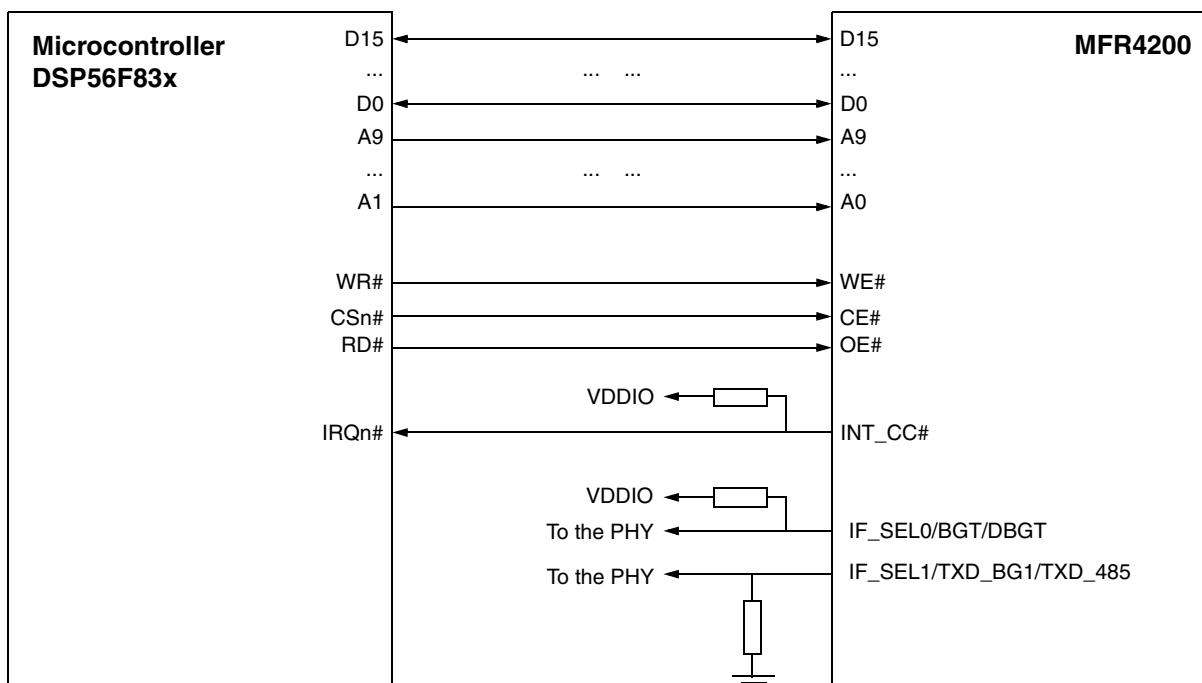 Microcontroller
DSP56F83x
MFR4200
D15 D15
... ... ... ...
D0 D0
A9 A9
... ... ... ...
A1 A0
WR# WE#
CSn# CE#
RD# OE#
VDDIO
IRQn# INT_CC#
VDDIO
To the PHY IF_SEL0/BGT/DBGT
To the PHY IF_SEL1/TXD_BG1/TXD_485